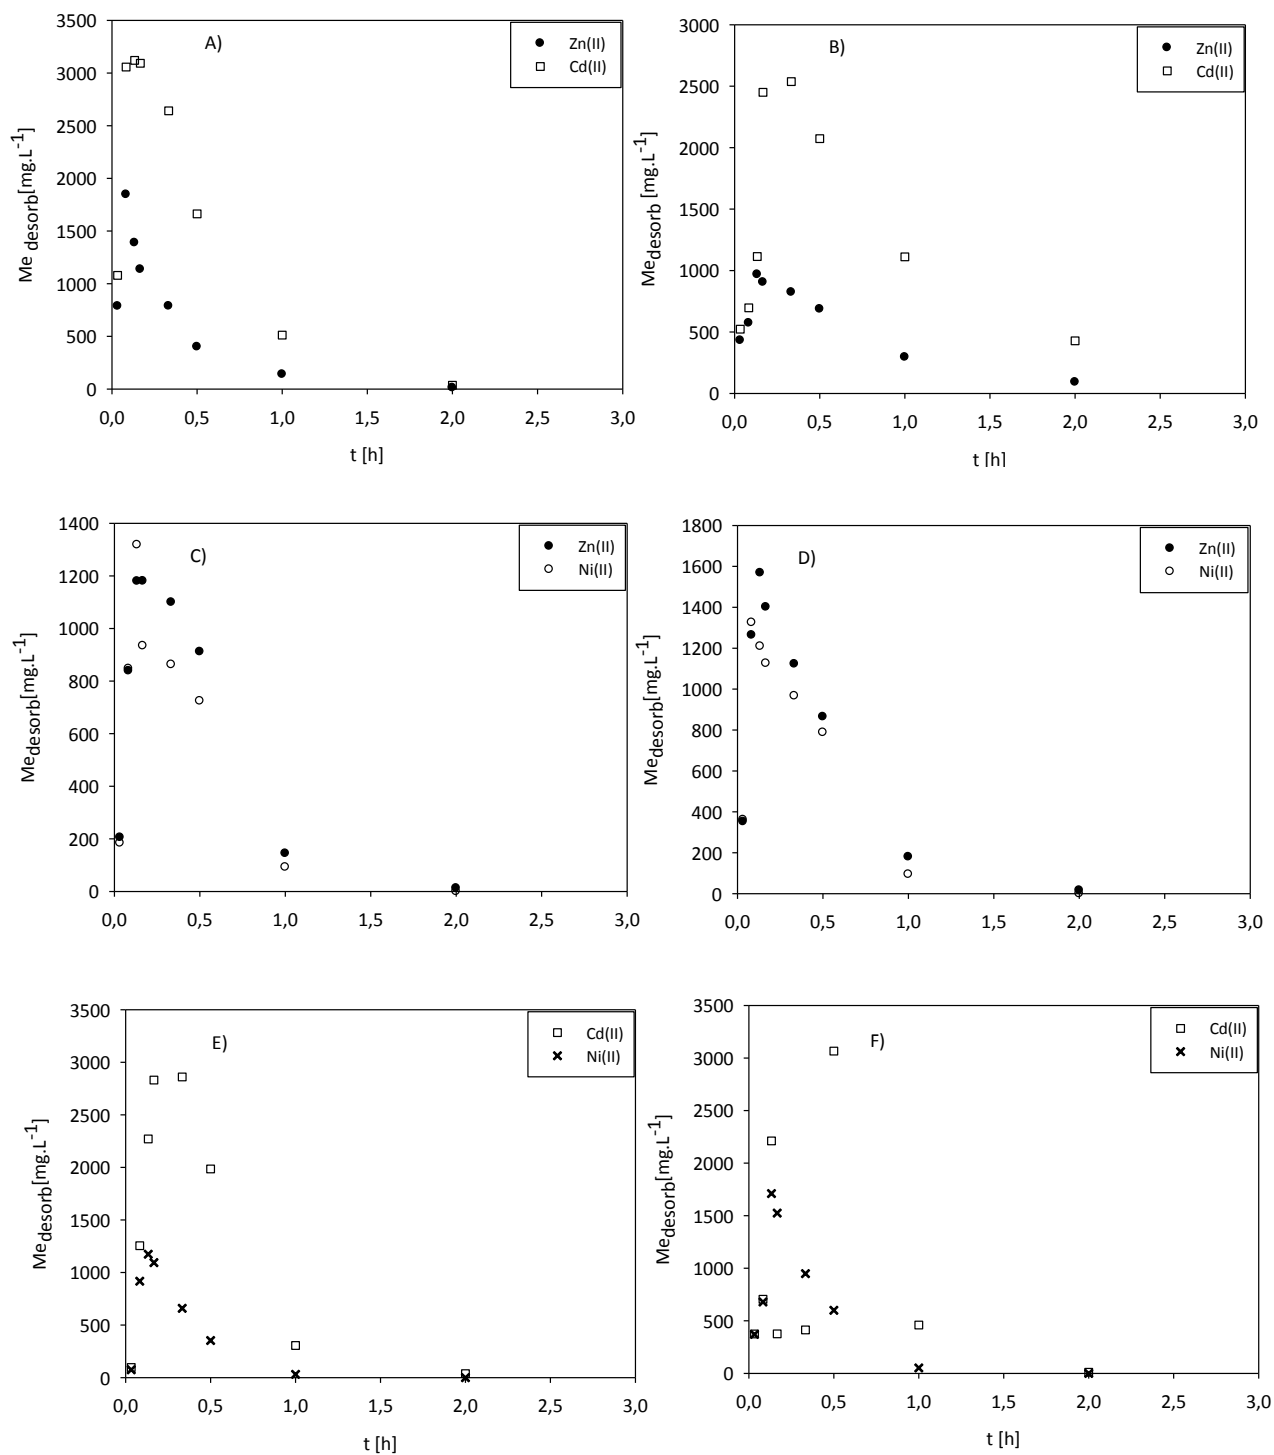 A)
Zn(II)
Cd(II)
Me desorb[mg.L-1]
3500
3000
2500
2000
1500
1000
500
0
0,0 0,5 1,0 1,5 2,0 2,5 3,0
t [h]
B)
Zn(II)
Cd(II)
Medesorb [mg.L-1]
3000
2500
2000
1500
1000
500
0
0,0 0,5 1,0 1,5 2,0 2,5 3,0
t [h]
C)
Zn(II)
Ni(II)
Medesorb[mg.L-1]
1400
1200
1000
800
600
400
200
0
0,0 0,5 1,0 1,5 2,0 2,5 3,0
D)
Zn(II)
Ni(II)
Medesorb[mg.L-1]
1800
1600
1400
1200
1000
800
600
400
200
0
0,0 0,5 1,0 1,5 2,0 2,5 3,0
E)
Cd(II)
Ni(II)
Medesorb[mg.L-1]
3500
3000
2500
2000
1500
1000
500
0
0,0 0,5 1,0 1,5 2,0 2,5 3,0
t [h]
F)
Cd(II)
Ni(II)
Medesorb[mg.L-1]
3500
3000
2500
2000
1500
1000
500
0
0,0 0,5 1,0 1,5 2,0 2,5 3,0
t [h]